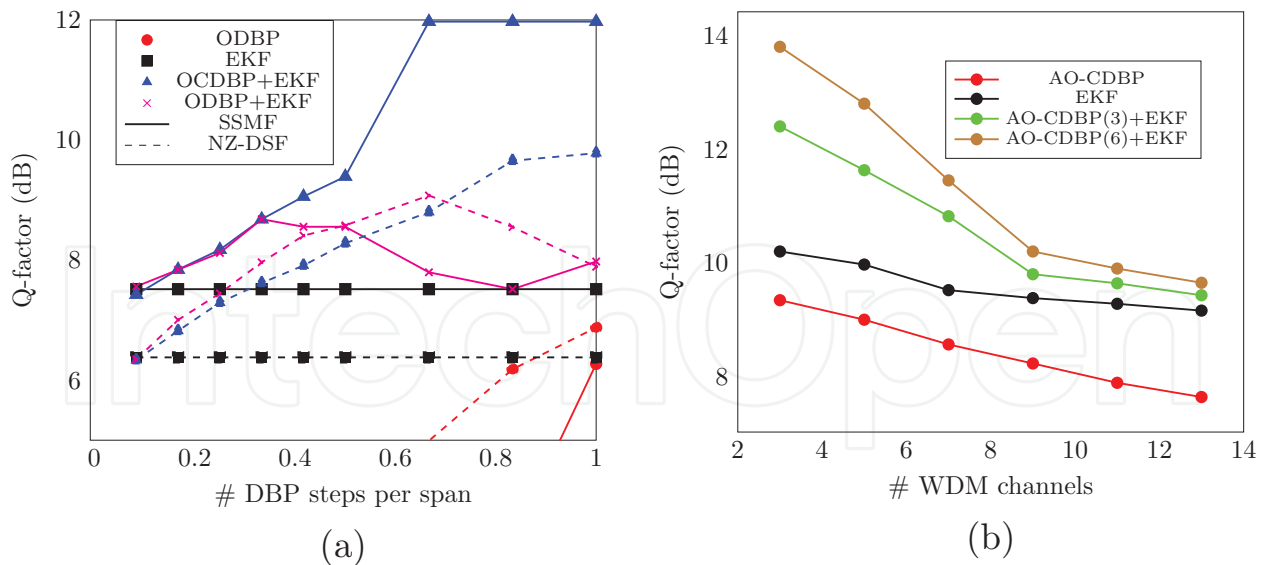 12
10
8
6
Q-factor (dB)
ODBP
EKF
OCDBP+EKF
ODBP+EKF
SSMF
NZ-DSF
0
0.2
0.4
0.6
0.8
1
# DBP steps per span
(a)
14
12
10
8
Q-factor (dB)
AO-CDBP
EKF
AO-CDBP(3)+EKF
AO-CDBP(6)+EKF
2
4
6
8
10
12
14
# WDM channels
(b)
IntechOpen